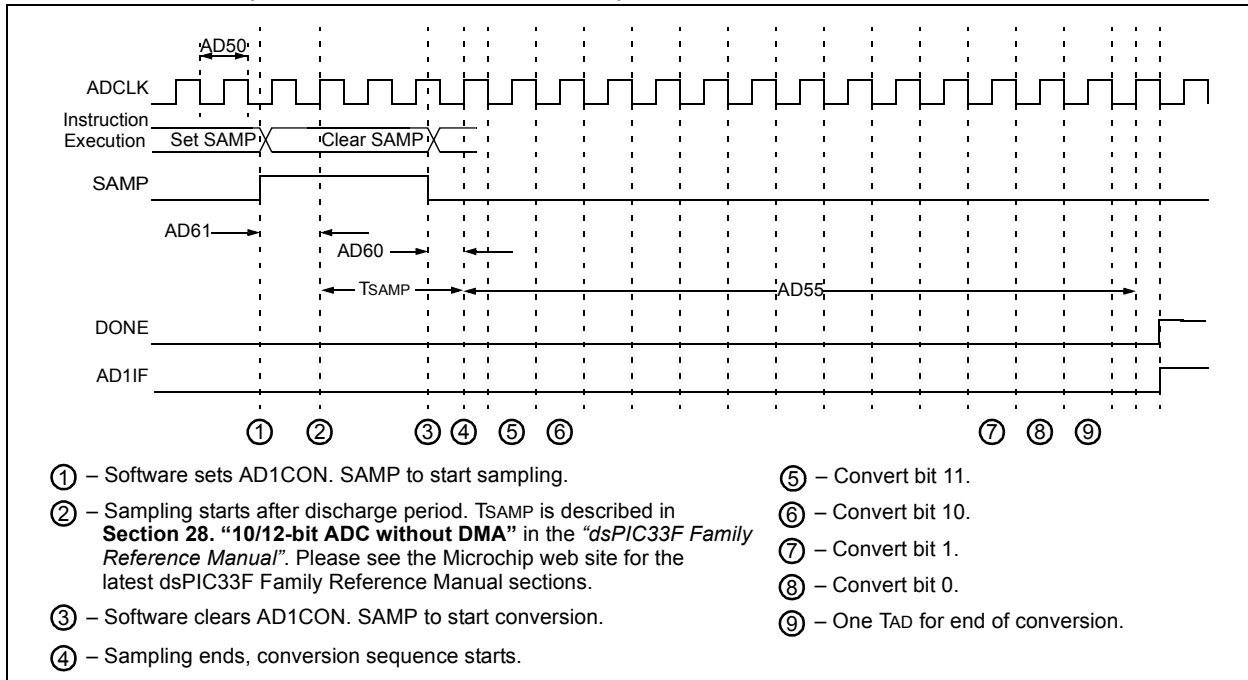 AD50
ADCLK
Instruction
Execution
Set SAMP
Clear SAMP
SAMP
AD61
AD60
TSAMP
AD55
DONE
AD1IF
1 2 3 4 5 6 7 8 9
1 – Software sets AD1CON. SAMP to start sampling.
2 – Sampling starts after discharge period. TSAMP is described in
Section 28. “10/12-bit ADC without DMA” in the “dsPIC33F Family
Reference Manual”. Please see the Microchip web site for the
latest dsPIC33F Family Reference Manual sections.
3 – Software clears AD1CON. SAMP to start conversion.
4 – Sampling ends, conversion sequence starts.
5 – Convert bit 11.
6 – Convert bit 10.
7 – Convert bit 1.
8 – Convert bit 0.
9 – One TAD for end of conversion.